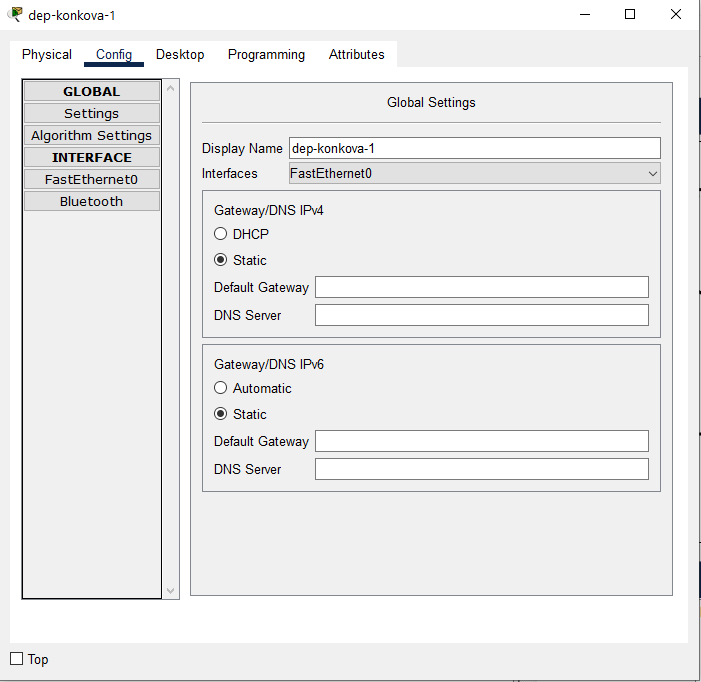 dep-konkova-1
Physical Config Desktop Programming Attributes
GLOBAL
Settings
Algorithm Settings
INTERFACE
FastEthernet0
Bluetooth
Global Settings
Display Name dep-konkova-1
Interfaces FastEthernet0
Gateway/DNS IPv4
DHCP
Static
Default Gateway
DNS Server
Gateway/DNS IPv6
Automatic
Static
Default Gateway
DNS Server
Top